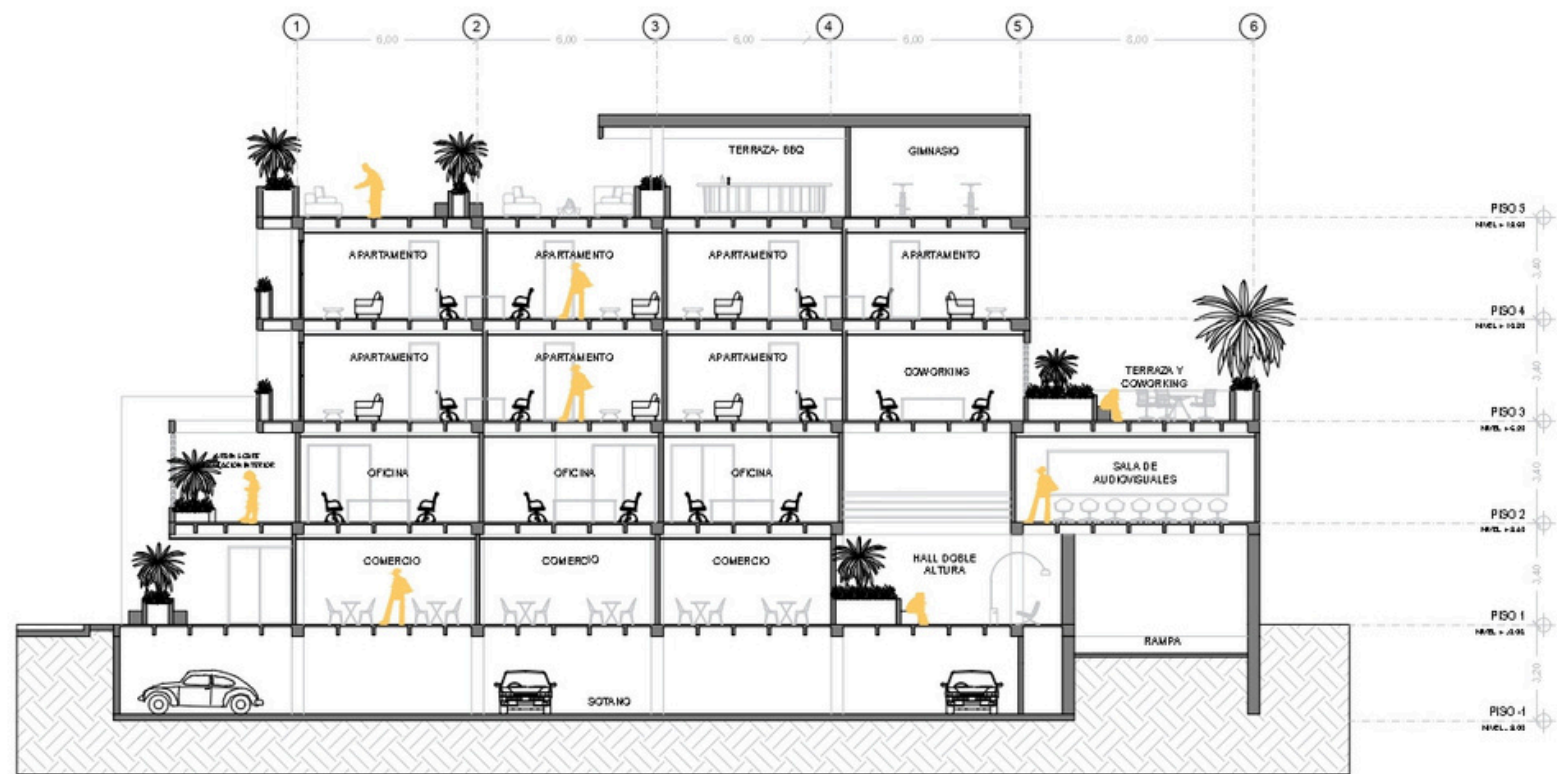 1 2 3 4 5 6
6,00 6,00 6,00 6,00 8,00
TERRAZA- BBQ
GIMNASIO
PISO 5
APARTAMENTO APARTAMENTO APARTAMENTO APARTAMENTO
3,40
PISO 4
APARTAMENTO APARTAMENTO APARTAMENTO
COWORKING
TERRAZA Y
COWORKING
3,40
PISO 3
OFICINA OFICINA OFICINA
SALA DE
AUDIOVISUALES
3,40
PISO 2
COMERCIO COMERCIO COMERCIO
HALL DOBLE
ALTURA
3,40
PISO 1
RAMPA
3,20
SOTANO
PISO -1